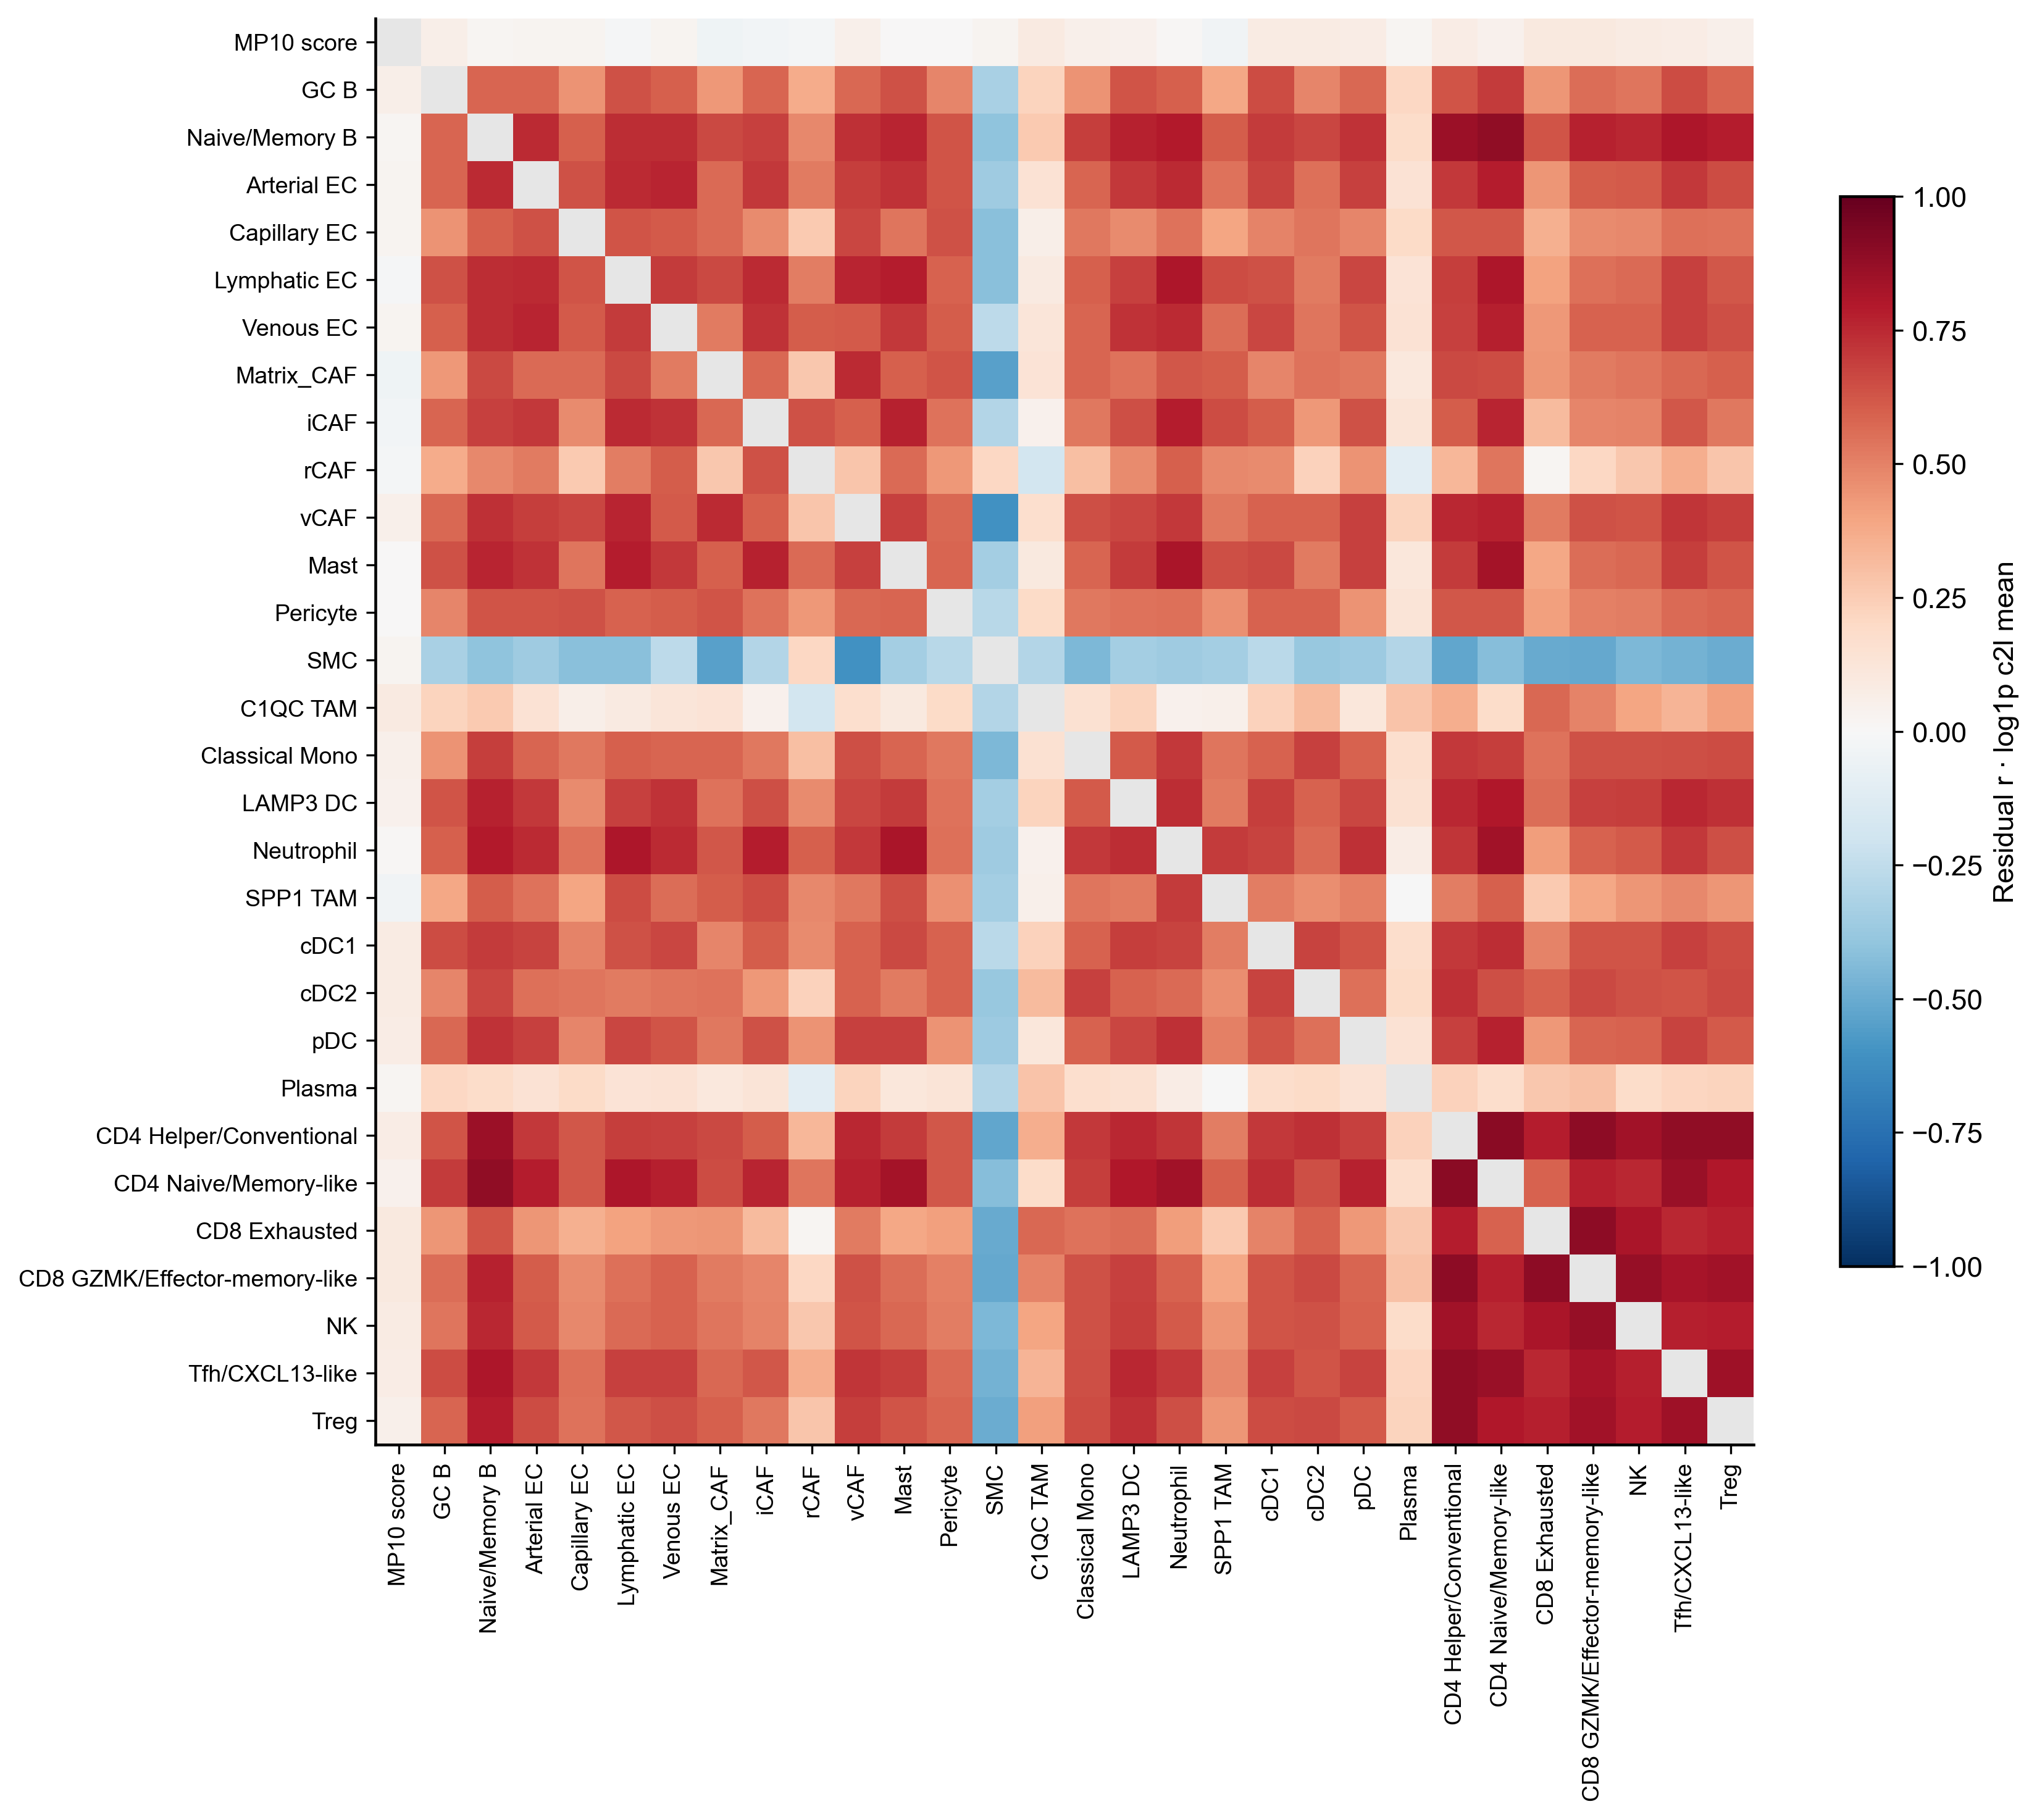 MP10 score
GC B
Naive/Memory B
Arterial EC
Capillary EC
Lymphatic EC
Venous EC
Matrix_CAF
iCAF
rCAF
vCAF
Mast
Pericyte
SMC
C1QC TAM
Classical Mono
LAMP3 DC
Neutrophil
SPP1 TAM
cDC1
cDC2
pDC
Plasma
CD4 Helper/Conventional
CD4 Naive/Memory-like
CD8 Exhausted
CD8 GZMK/Effector-memory-like
NK
Tfh/CXCL13-like
Treg
MP10 score
GC B
Naive/Memory B
Arterial EC
Capillary EC
Lymphatic EC
Venous EC
Matrix_CAF
iCAF
rCAF
vCAF
Mast
Pericyte
SMC
C1QC TAM
Classical Mono
LAMP3 DC
Neutrophil
SPP1 TAM
cDC1
cDC2
pDC
Plasma
CD4 Helper/Conventional
CD4 Naive/Memory-like
CD8 Exhausted
CD8 GZMK/Effector-memory-like
NK
Tfh/CXCL13-like
Treg
1.00
0.75
0.50
0.25
0.00
−0.25
−0.50
−0.75
−1.00
Residual r · log1p c2l mean